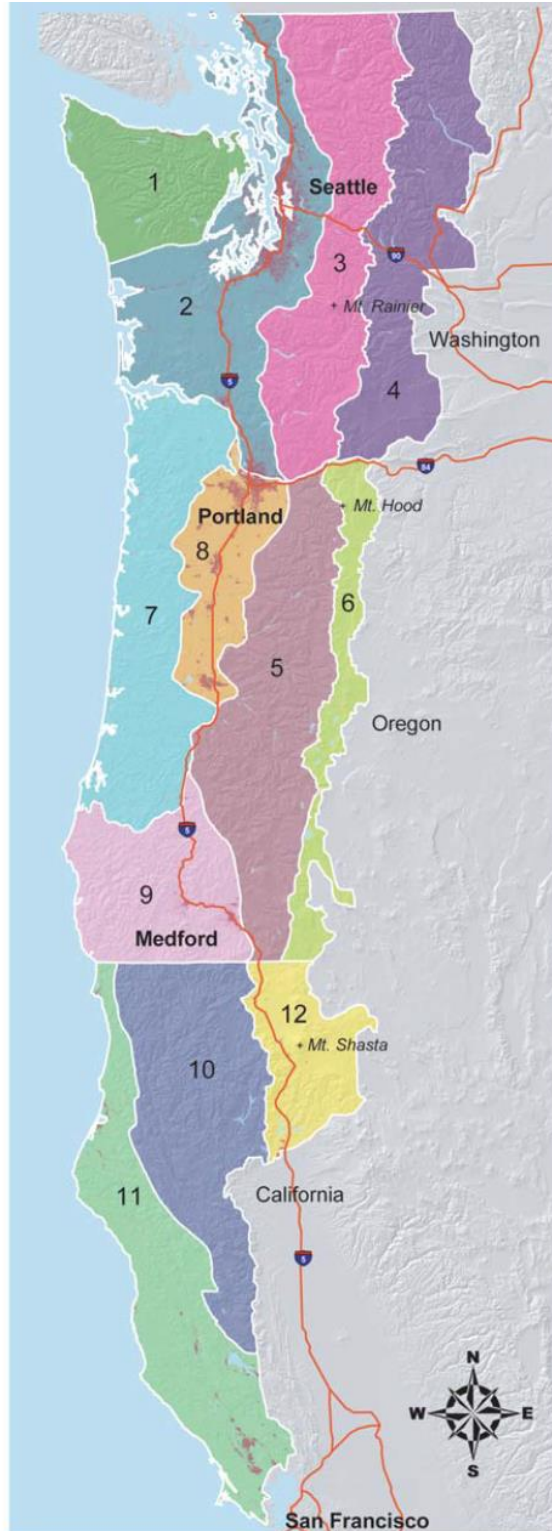 1
Seattle
2
3
90
+ Mt. Rainier
Washington
5
4
84
Portland
+ Mt. Hood
8
7
6
5
Oregon
5
9
Medford
12
+ Mt. Shasta
10
11
California
5
N
W E
S
San Francisco